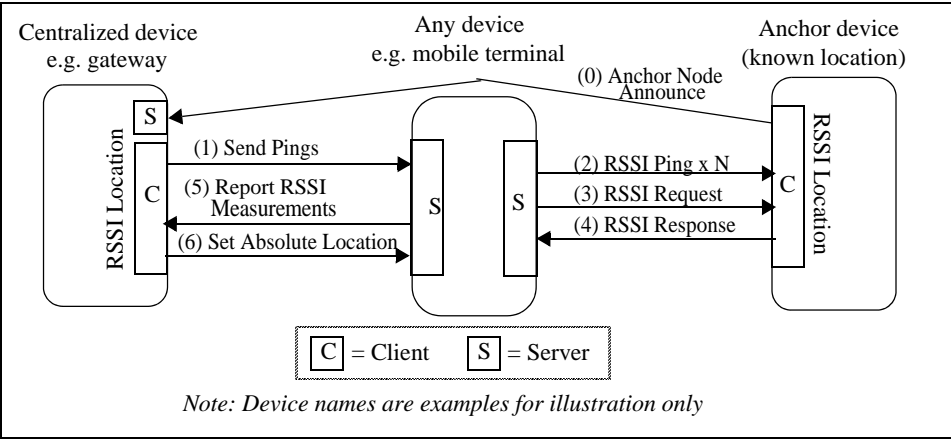 Centralized device
e.g. gateway
Any device
e.g. mobile terminal
Anchor device
(known location)
(0) Anchor Node
Announce
S
RSSI Location
C
(1) Send Pings
(5) Report RSSI
Measurements
(6) Set Absolute Location
S
S
(2) RSSI Ping x N
(3) RSSI Request
(4) RSSI Response
C
RSSI Location
C = Client
S = Server
Note: Device names are examples for illustration only